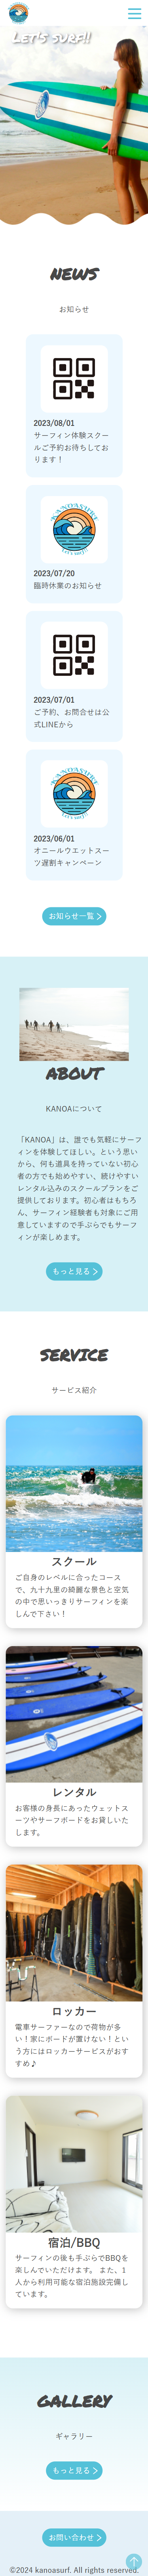 Let's surf!!
NEWS
お知らせ
2023/08/01
サーフィン体験スクー
ルご予約お待ちしてお
ります！
2023/07/20
臨時休業のお知らせ
2023/07/01
ご予約、お問合せは公
式LINEから
2023/06/01
オニールウエットスー
ツ遅割キャンペーン
お知らせ一覧
ABOUT
KANOAについて
「KANOA」は、誰でも気軽にサーフ
ィンを体験してほしい。という思い
から、何も道具を持っていない初心
者の方でも始めやすい、続けやすい
レンタル込みのスクールプランをご
提供しております。初心者はもちろ
ん、サーフィン経験者も対象にご用
意していますので手ぶらでもサーフ
ィンが楽しめます。
もっと見る
SERVICE
サービス紹介
スクール
ご自身のレベルに合ったコース
で、九十九里の綺麗な景色と空気
の中で思いっきりサーフィンを楽
しんで下さい！
レンタル
お客様の身長にあったウェットス
ーツやサーフボードをお貸しいた
します。
ロッカー
電車サーファーなので荷物が多
い！家にボードが置けない！とい
う方にはロッカーサービスがおす
すめ♪
宿泊/BBQ
サーフィンの後も手ぶらでBBQを
楽しんでいただけます。 また、1
人から利用可能な宿泊施設完備し
ています。
GALLERY
ギャラリー
もっと見る
お問い合わせ
©2024 kanoasurf. All rights reserved.